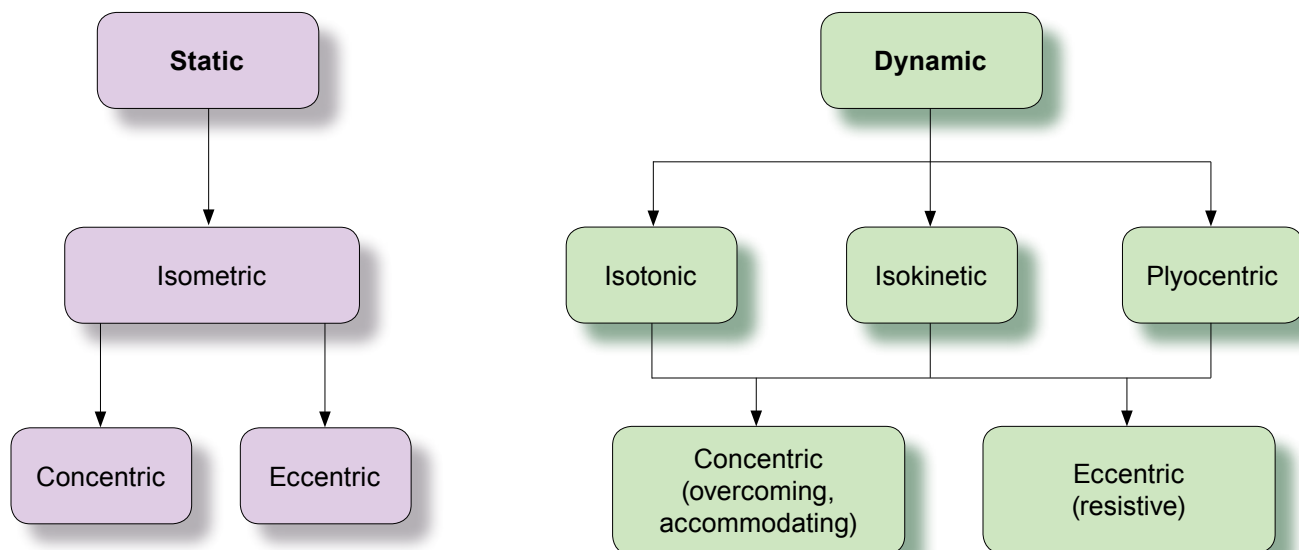 Static
Dynamic
Isometric
Isotonic
Isokinetic
Plyocentric
Concentric
Eccentric
Concentric
(overcoming,
accommodating)
Eccentric
(resistive)